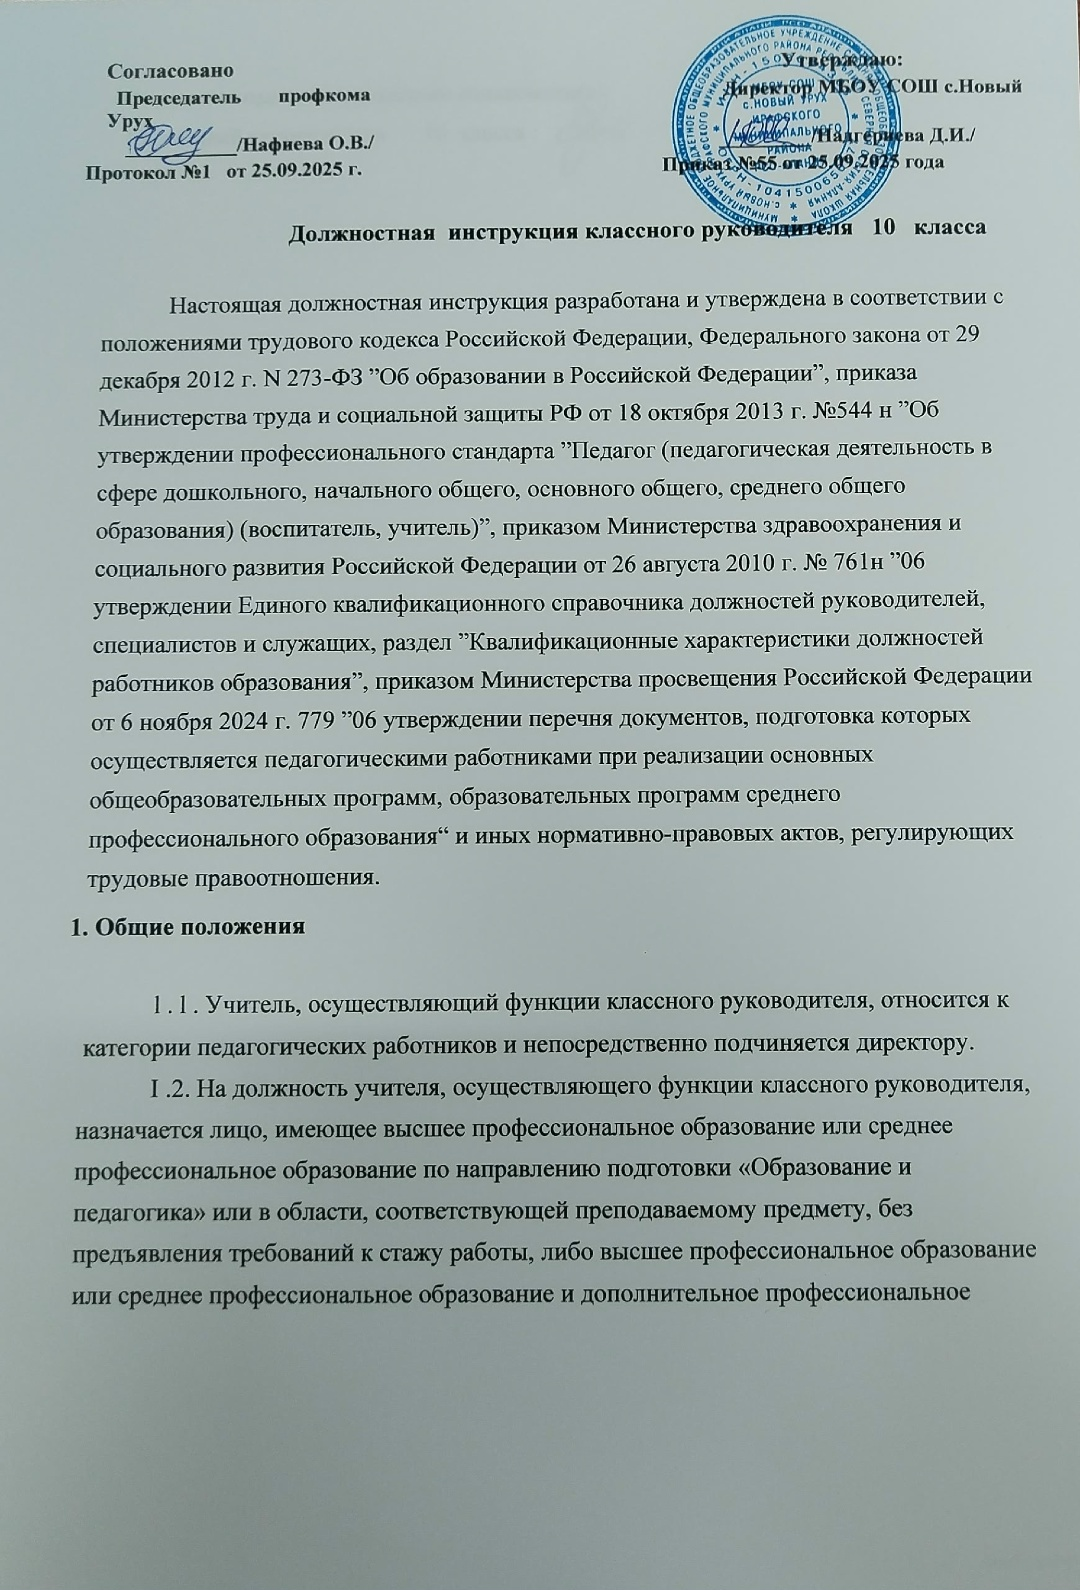 Согласовано
Председатель профкома
Урух
/Нафиева О.В./
Протокол №1 от 25.09.2025 г.
Утверждаю:
Директор МБОУ СОШ с.Новый
/Надгериева Д.И./
Приказ №55 от 25.09.2025 года
МБОУ СОШ
с.НОВЫЙ УРУХ
ИРАФСКОГО
МУНИЦИПАЛЬНОГО
РАЙОНА
Должностная инструкция классного руководителя 10 класса
Настоящая должностная инструкция разработана и утверждена в соответствии с
положениями трудового кодекса Российской Федерации, Федерального закона от 29
декабря 2012 г. N 273-ФЗ ”Об образовании в Российской Федерации”, приказа
Министерства труда и социальной защиты РФ от 18 октября 2013 г. №544 н ”Об
утверждении профессионального стандарта ”Педагог (педагогическая деятельность в
сфере дошкольного, начального общего, основного общего, среднего общего
образования) (воспитатель, учитель)”, приказом Министерства здравоохранения и
социального развития Российской Федерации от 26 августа 2010 г. № 761н ”06
утверждении Единого квалификационного справочника должностей руководителей,
специалистов и служащих, раздел ”Квалификационные характеристики должностей
работников образования”, приказом Министерства просвещения Российской Федерации
от 6 ноября 2024 г. 779 ”06 утверждении перечня документов, подготовка которых
осуществляется педагогическими работниками при реализации основных
общеобразовательных программ, образовательных программ среднего
профессионального образования“ и иных нормативно-правовых актов, регулирующих
трудовые правоотношения.
1. Общие положения
1 . 1 . Учитель, осуществляющий функции классного руководителя, относится к
категории педагогических работников и непосредственно подчиняется директору.
I .2. На должность учителя, осуществляющего функции классного руководителя,
назначается лицо, имеющее высшее профессиональное образование или среднее
профессиональное образование по направлению подготовки «Образование и
педагогика» или в области, соответствующей преподаваемому предмету, без
предъявления требований к стажу работы, либо высшее профессиональное образование
или среднее профессиональное образование и дополнительное профессиональное